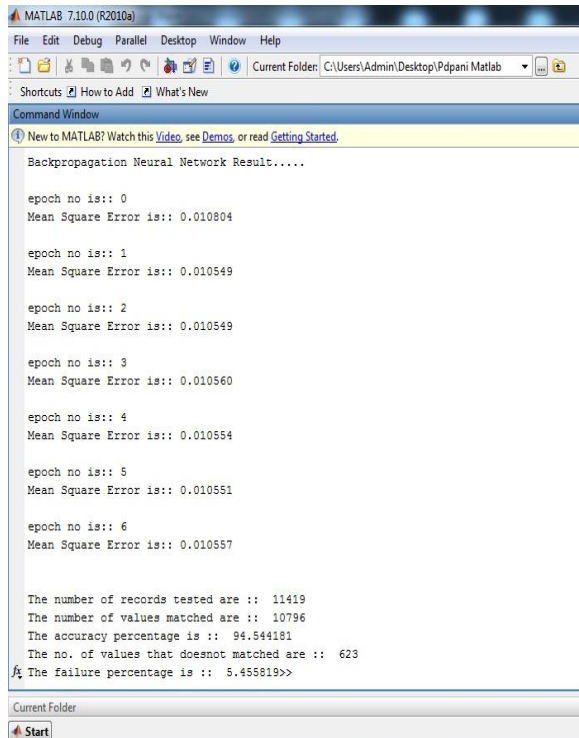 MATLAB 7.10.0 (R2010a)
File Edit Debug Parallel Desktop Window Help
Current Folder: C:\Users\Admin\Desktop\Pdpani Matlab
Shortcuts How to Add What's New
Command Window
New to MATLAB? Watch this Video, see Demos, or read Getting Started.
Backpropagation Neural Network Result.....
epoch no is:: 0
Mean Square Error is:: 0.010804
epoch no is:: 1
Mean Square Error is:: 0.010549
epoch no is:: 2
Mean Square Error is:: 0.010549
epoch no is:: 3
Mean Square Error is:: 0.010560
epoch no is:: 4
Mean Square Error is:: 0.010554
epoch no is:: 5
Mean Square Error is:: 0.010551
epoch no is:: 6
Mean Square Error is:: 0.010557
The number of records tested are :: 11419
The number of values matched are :: 10796
The accuracy percentage is :: 94.544181
The no. of values that doesnot matched are :: 623
fx The failure percentage is :: 5.455819>>
Current Folder
Start